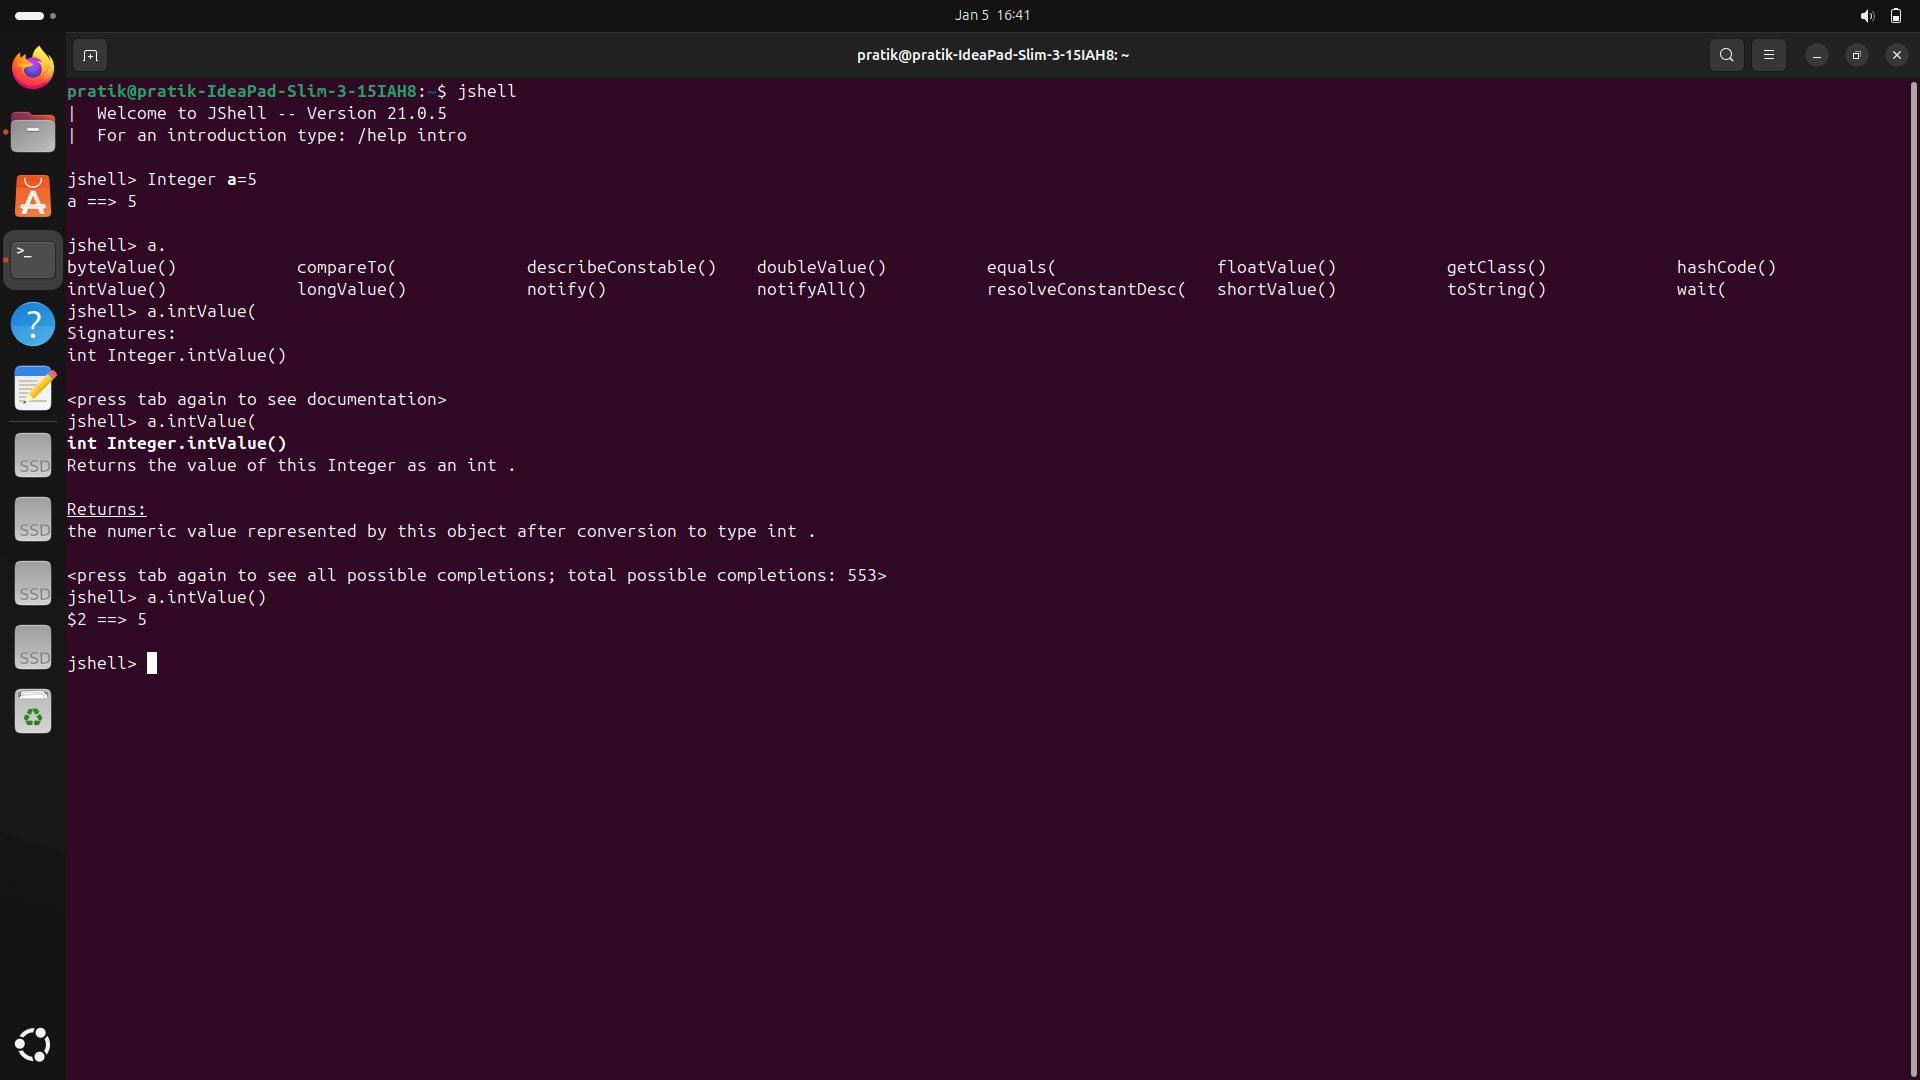 Jan 5  16:41
pratik@pratik-IdeaPad-Slim-3-15IAH8: ~
pratik@pratik-IdeaPad-Slim-3-15IAH8:~$ jshell
|  Welcome to JShell -- Version 21.0.5
|  For an introduction type: /help intro
jshell> Integer a=5
a ==> 5
jshell> a.
byteValue()            compareTo(             describeConstable()    doubleValue()          equals(                floatValue()           getClass()             hashCode()
intValue()             longValue()            notify()               notifyAll()            resolveConstantDesc(   shortValue()           toString()             wait(
jshell> a.intValue(
Signatures:
int Integer.intValue()
<press tab again to see documentation>
jshell> a.intValue(
int Integer.intValue()
Returns the value of this Integer as an int .
Returns:
the numeric value represented by this object after conversion to type int .
<press tab again to see all possible completions; total possible completions: 553>
jshell> a.intValue()
$2 ==> 5
jshell>
>_
?
SSD
SSD
SSD
SSD